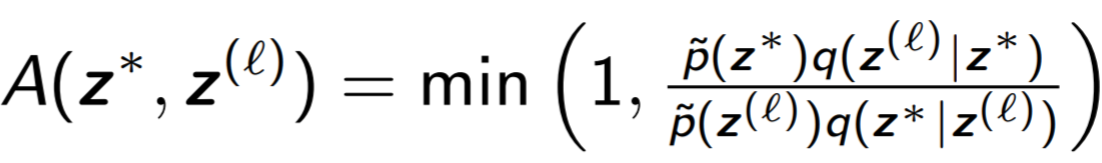 A(z*, z^(ℓ)) = min(1, p̃(z*)q(z^(ℓ)|z*) / p̃(z^(ℓ))q(z*|z^(ℓ)))